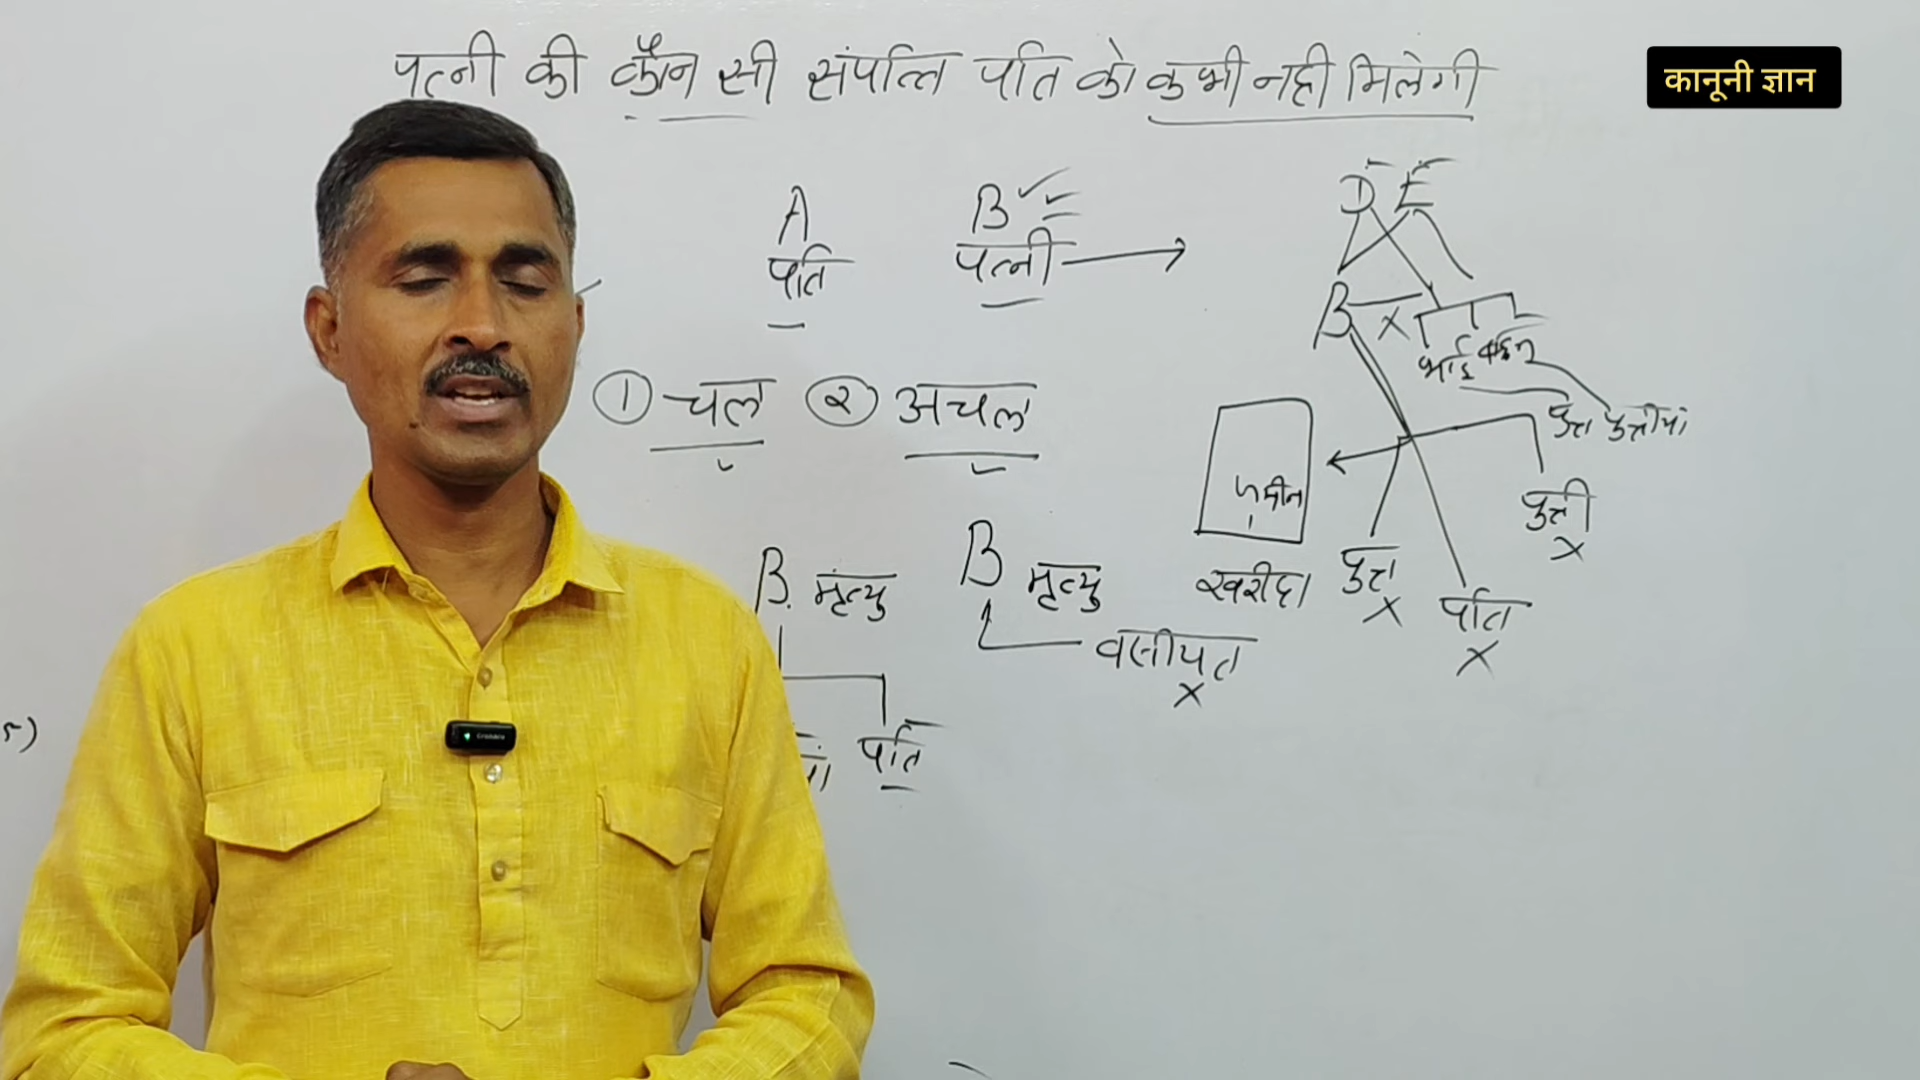 पत्नी की कौन सी संपत्ति पति को कभी नही मिलेगी
कानूनी ज्ञान
A
पति
B
पत्नी
D E
B x
भाई बहन
① चल ② अचल
पुत्र पुत्रीयां
जमीन
खरीदा
पुत्र
x
पति
x
पुत्री
x
B मृत्यु
B मृत्यु
वसीयत
x
पति